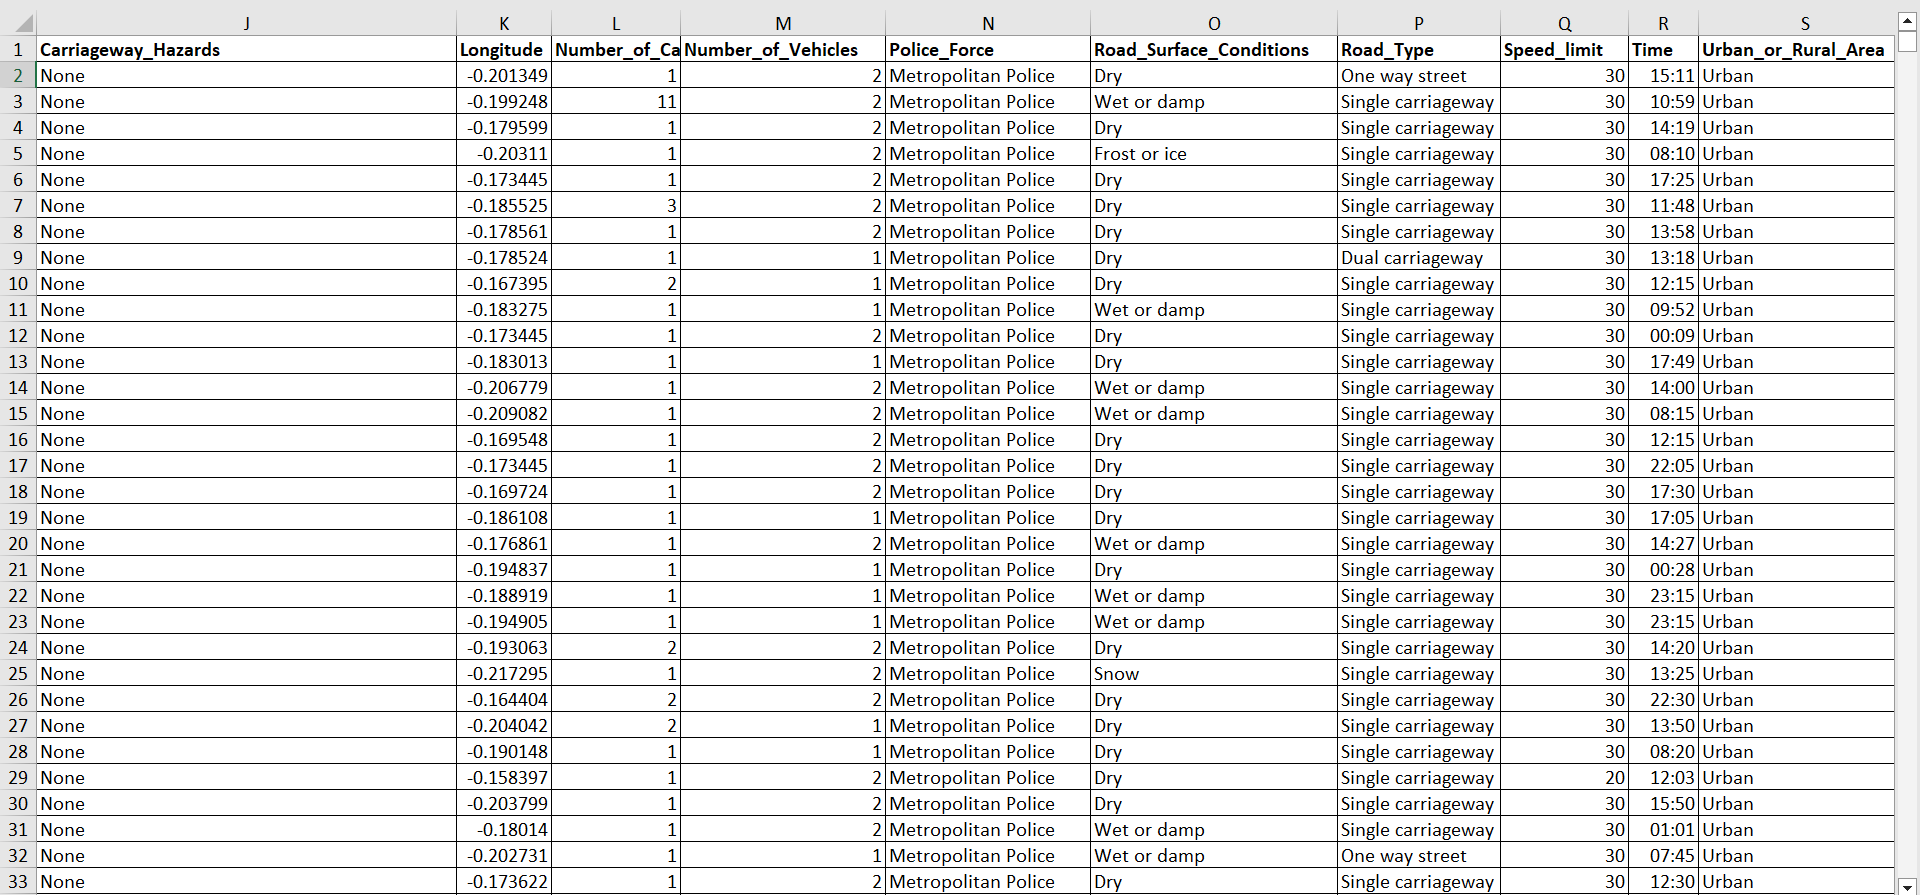 J K L M N O P Q R S
1 Carriageway_Hazards Longitude Number_of_Ca Number_of_Vehicles Police_Force Road_Surface_Conditions Road_Type Speed_limit Time Urban_or_Rural_Area
2 None -0.201349 1 2 Metropolitan Police Dry One way street 30 15:11 Urban
3 None -0.199248 11 2 Metropolitan Police Wet or damp Single carriageway 30 10:59 Urban
4 None -0.179599 1 2 Metropolitan Police Dry Single carriageway 30 14:19 Urban
5 None -0.20311 1 2 Metropolitan Police Frost or ice Single carriageway 30 08:10 Urban
6 None -0.173445 1 2 Metropolitan Police Dry Single carriageway 30 17:25 Urban
7 None -0.185525 3 2 Metropolitan Police Dry Single carriageway 30 11:48 Urban
8 None -0.178561 1 2 Metropolitan Police Dry Single carriageway 30 13:58 Urban
9 None -0.178524 1 1 Metropolitan Police Dry Dual carriageway 30 13:18 Urban
10 None -0.167395 2 1 Metropolitan Police Dry Single carriageway 30 12:15 Urban
11 None -0.183275 1 1 Metropolitan Police Wet or damp Single carriageway 30 09:52 Urban
12 None -0.173445 1 2 Metropolitan Police Dry Single carriageway 30 00:09 Urban
13 None -0.183013 1 1 Metropolitan Police Dry Single carriageway 30 17:49 Urban
14 None -0.206779 1 2 Metropolitan Police Wet or damp Single carriageway 30 14:00 Urban
15 None -0.209082 1 2 Metropolitan Police Wet or damp Single carriageway 30 08:15 Urban
16 None -0.169548 1 2 Metropolitan Police Dry Single carriageway 30 12:15 Urban
17 None -0.173445 1 2 Metropolitan Police Dry Single carriageway 30 22:05 Urban
18 None -0.169724 1 2 Metropolitan Police Dry Single carriageway 30 17:30 Urban
19 None -0.186108 1 1 Metropolitan Police Dry Single carriageway 30 17:05 Urban
20 None -0.176861 1 2 Metropolitan Police Wet or damp Single carriageway 30 14:27 Urban
21 None -0.194837 1 1 Metropolitan Police Dry Single carriageway 30 00:28 Urban
22 None -0.188919 1 1 Metropolitan Police Wet or damp Single carriageway 30 23:15 Urban
23 None -0.194905 1 1 Metropolitan Police Wet or damp Single carriageway 30 23:15 Urban
24 None -0.193063 2 2 Metropolitan Police Dry Single carriageway 30 14:20 Urban
25 None -0.217295 1 2 Metropolitan Police Snow Single carriageway 30 13:25 Urban
26 None -0.164404 2 2 Metropolitan Police Dry Single carriageway 30 22:30 Urban
27 None -0.204042 2 1 Metropolitan Police Dry Single carriageway 30 13:50 Urban
28 None -0.190148 1 1 Metropolitan Police Dry Single carriageway 30 08:20 Urban
29 None -0.158397 1 2 Metropolitan Police Dry Single carriageway 20 12:03 Urban
30 None -0.203799 1 2 Metropolitan Police Dry Single carriageway 30 15:50 Urban
31 None -0.18014 1 2 Metropolitan Police Wet or damp Single carriageway 30 01:01 Urban
32 None -0.202731 1 1 Metropolitan Police Wet or damp One way street 30 07:45 Urban
33 None -0.173622 1 2 Metropolitan Police Dry Single carriageway 30 12:30 Urban